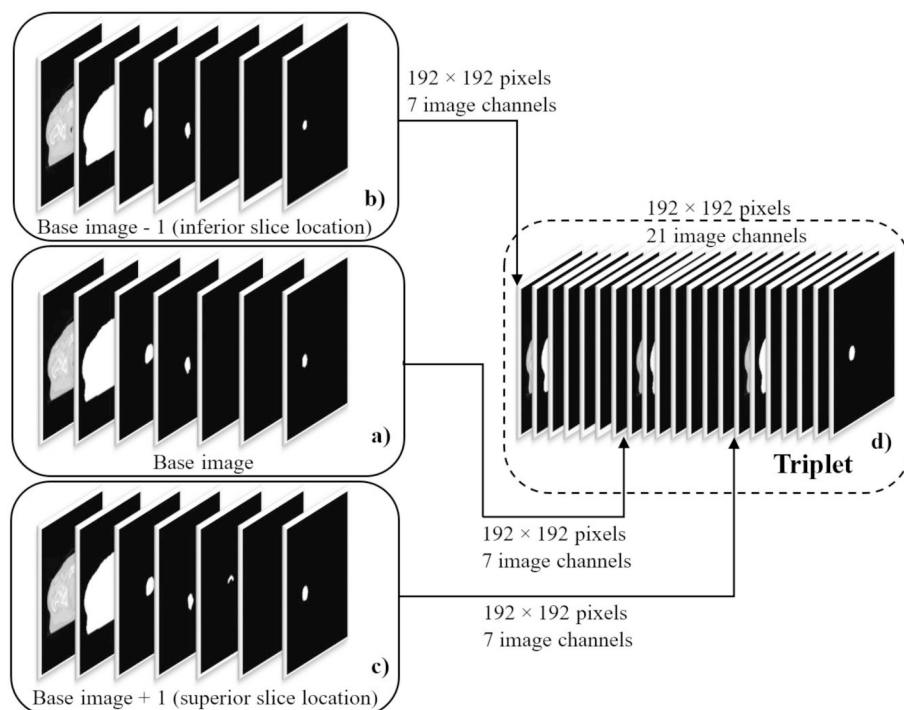 192 × 192 pixels
7 image channels
b)
Base image - 1 (inferior slice location)
192 × 192 pixels
21 image channels
a)
Base image
d)
Triplet
192 × 192 pixels
7 image channels
c)
Base image + 1 (superior slice location)
192 × 192 pixels
7 image channels